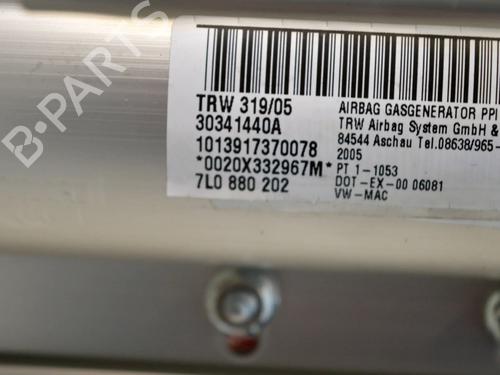 B-PARTS
TRW 319/05
30341440A
1013917370078
*0020X332967M*
7L0 880 202
AIRBAG GASGENERATOR PPI
TRW Airbag System GmbH &
84544 Aschau Tel.08638/965-
2005
PT 1-1053
DOT-EX-00 06081
VW-MAC